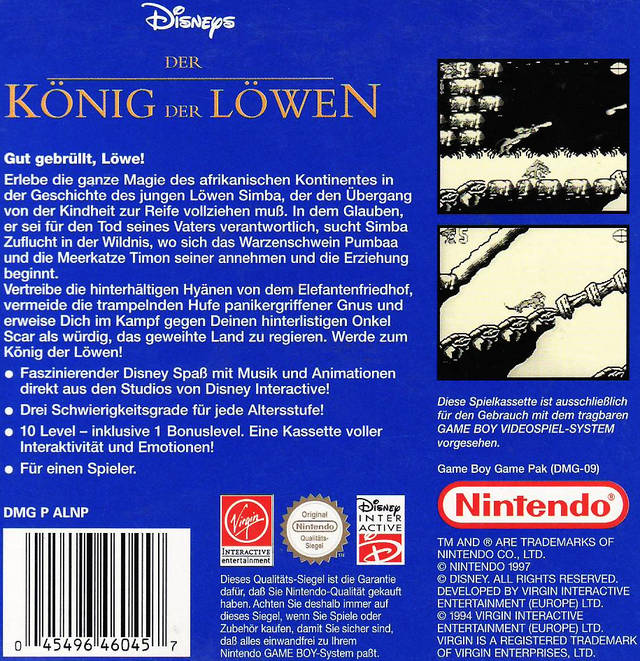 Disneys
DER
KÖNIG DER LÖWEN
Gut gebrüllt, Löwe!
Erlebe die ganze Magie des afrikanischen Kontinentes in
der Geschichte des jungen Löwen Simba, der den Übergang
von der Kindheit zur Reife vollziehen muß. In dem Glauben,
er sei für den Tod seines Vaters verantwortlich, sucht Simba
Zuflucht in der Wildnis, wo sich das Warzenschwein Pumbaa
und die Meerkatze Timon seiner annehmen und die Erziehung
beginnt.
Vertreibe die hinterhältigen Hyänen von dem Elefantenfriedhof,
vermeide die trampelnden Hufe panikergriffener Gnus und
erweise Dich im Kampf gegen Deinen hinterlistigen Onkel
Scar als würdig, das geweihte Land zu regieren. Werde zum
König der Löwen!
● Faszinierender Disney Spaß mit Musik und Animationen
direkt aus den Studios von Disney Interactive!
● Drei Schwierigkeitsgrade für jede Altersstufe!
● 10 Level – inklusive 1 Bonuslevel. Eine Kassette voller
Interaktivität und Emotionen!
● Für einen Spieler.
DMG P ALNP
0 45496 46045 7
Virgin
INTERACTIVE
entertainment
Original
Nintendo
Qualitäts-
Siegel
DISNEY
INTER
ACTIVE
D
Dieses Qualitäts-Siegel ist die Garantie
dafür, daß Sie Nintendo-Qualität gekauft
haben. Achten Sie deshalb immer auf
dieses Siegel, wenn Sie Spiele oder
Zubehör kaufen, damit Sie sicher sind,
daß alles einwandfrei zu Ihrem
Nintendo GAME BOY-System paßt.
Diese Spielkassette ist ausschließlich
für den Gebrauch mit dem tragbaren
GAME BOY VIDEOSPIEL-SYSTEM
vorgesehen.
Game Boy Game Pak (DMG-09)
Nintendo®
TM AND ® ARE TRADEMARKS OF
NINTENDO CO., LTD.
© NINTENDO 1997
© DISNEY. ALL RIGHTS RESERVED.
DEVELOPED BY VIRGIN INTERACTIVE
ENTERTAINMENT (EUROPE) LTD.
© 1994 VIRGIN INTERACTIVE
ENTERTAINMENT (EUROPE) LTD.
VIRGIN IS A REGISTERED TRADEMARK
OF VIRGIN ENTERPRISES, LTD.